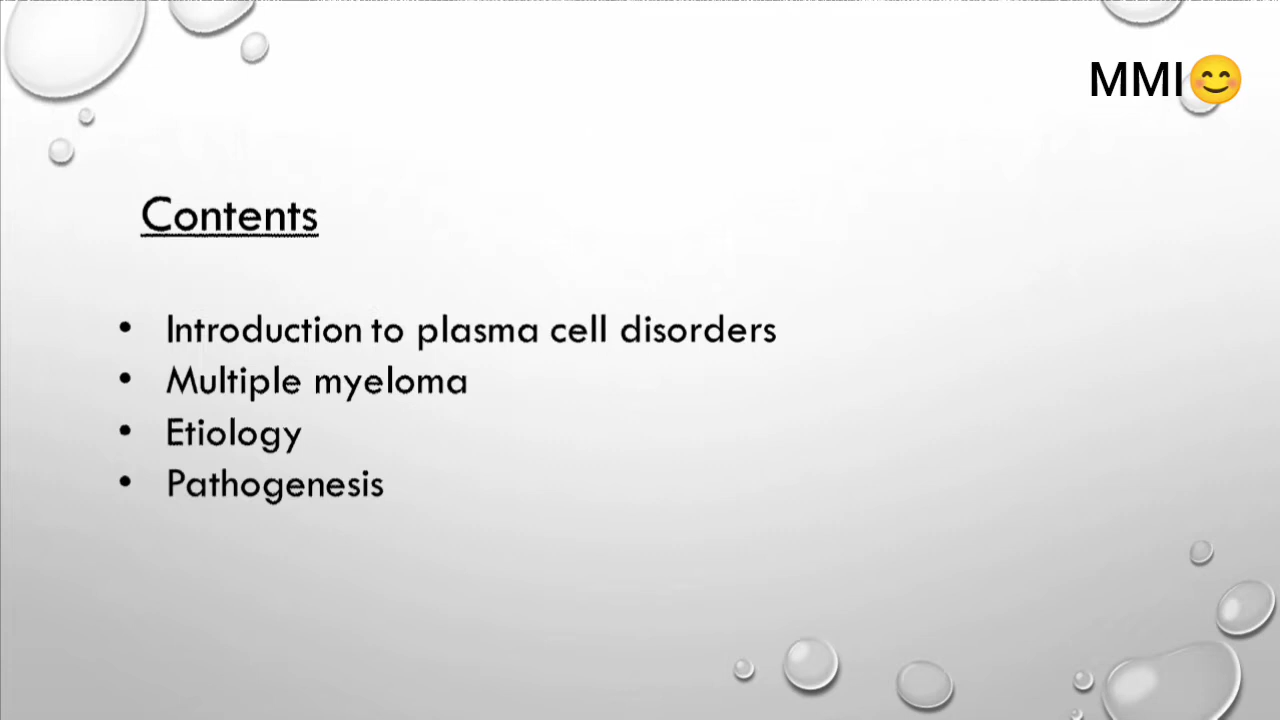 MMI😊
Contents
• Introduction to plasma cell disorders
• Multiple myeloma
• Etiology
• Pathogenesis